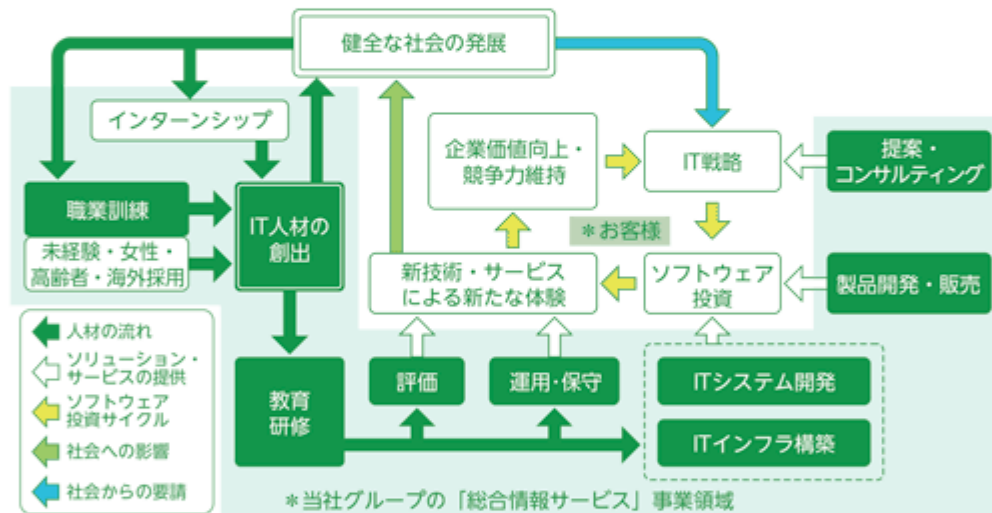 健全な社会の発展
インターンシップ
企業価値向上・
競争力維持
IT戦略
提案・
コンサルティング
職業訓練
IT人材の
創出
未経験・女性・
高齢者・海外採用
＊お客様
新技術・サービス
による新たな体験
ソフトウェア
投資
製品開発・販売
人材の流れ
ソリューション・
サービスの提供
ソフトウェア
投資サイクル
社会への影響
社会からの要請
教育
研修
評価
運用・保守
ITシステム開発
ITインフラ構築
＊当社グループの「総合情報サービス」事業領域